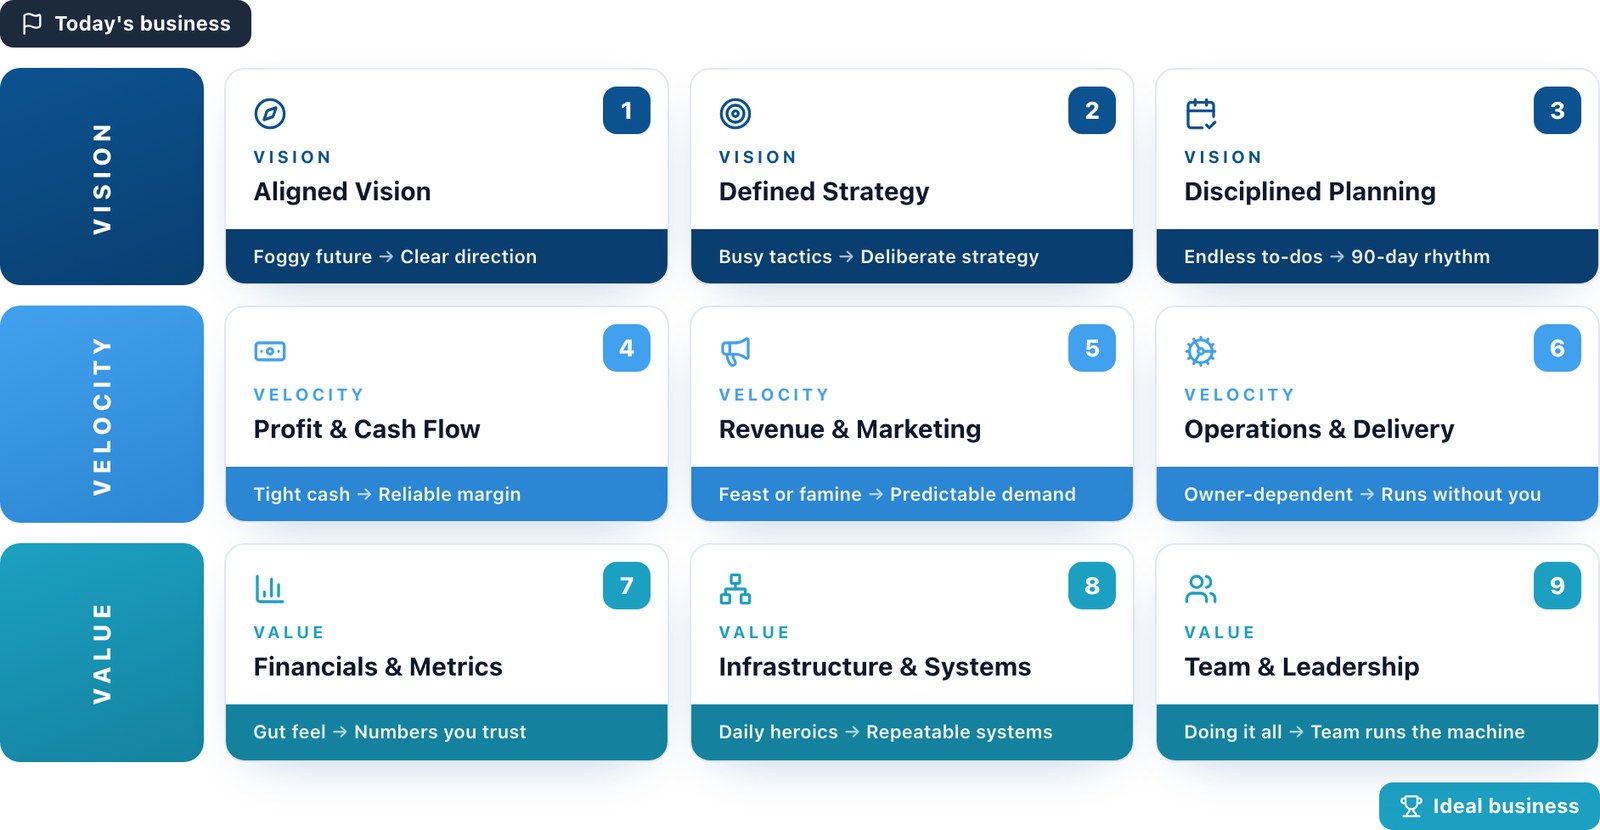 Today's business
VISION
1
VISION
Aligned Vision
Foggy future → Clear direction
2
VISION
Defined Strategy
Busy tactics → Deliberate strategy
3
VISION
Disciplined Planning
Endless to-dos → 90-day rhythm
VELOCITY
4
VELOCITY
Profit & Cash Flow
Tight cash → Reliable margin
5
VELOCITY
Revenue & Marketing
Feast or famine → Predictable demand
6
VELOCITY
Operations & Delivery
Owner-dependent → Runs without you
VALUE
7
VALUE
Financials & Metrics
Gut feel → Numbers you trust
8
VALUE
Infrastructure & Systems
Daily heroics → Repeatable systems
9
VALUE
Team & Leadership
Doing it all → Team runs the machine
Ideal business